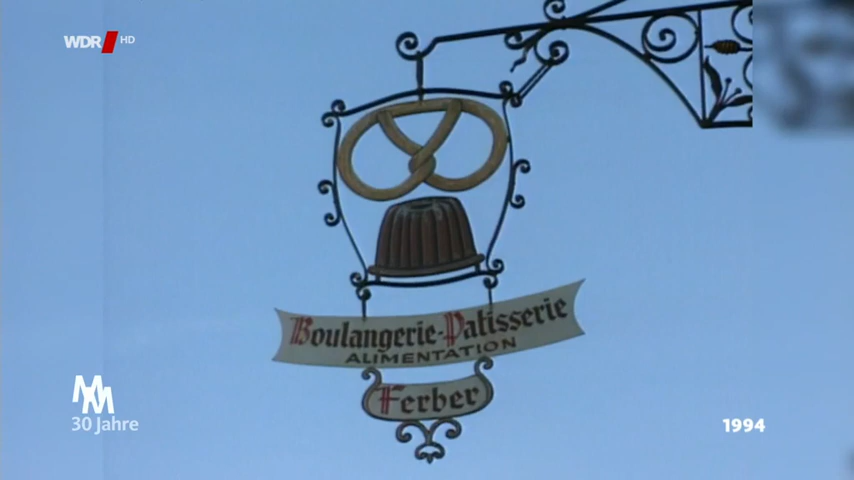 WDR HD
Boulangerie-Patisserie
ALIMENTATION
Ferber
MM
30 Jahre
1994